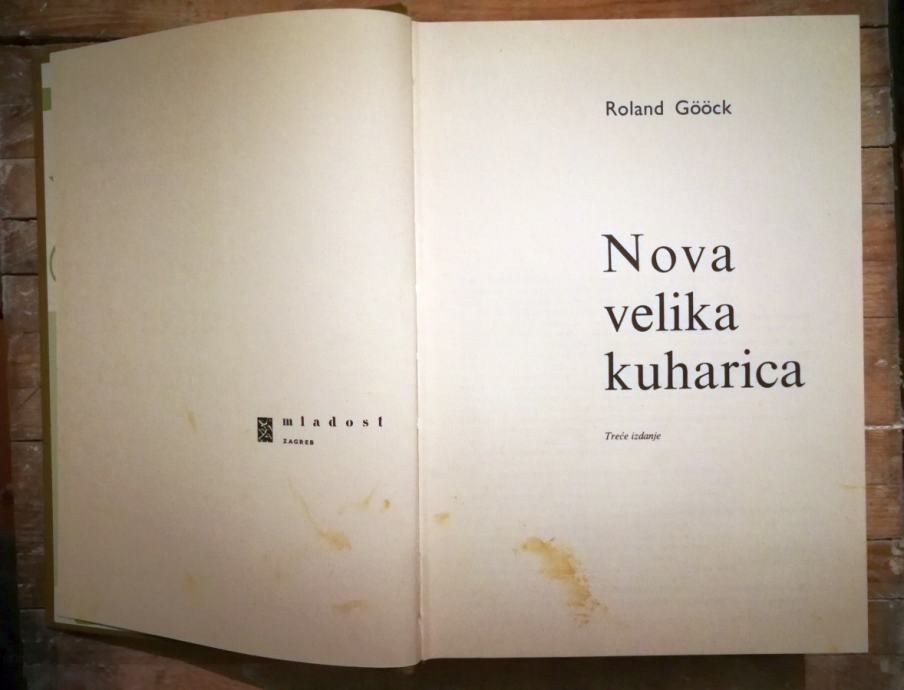 mladost
ZAGREB
Roland Gööck
Nova
velika
kuharica
Treće izdanje